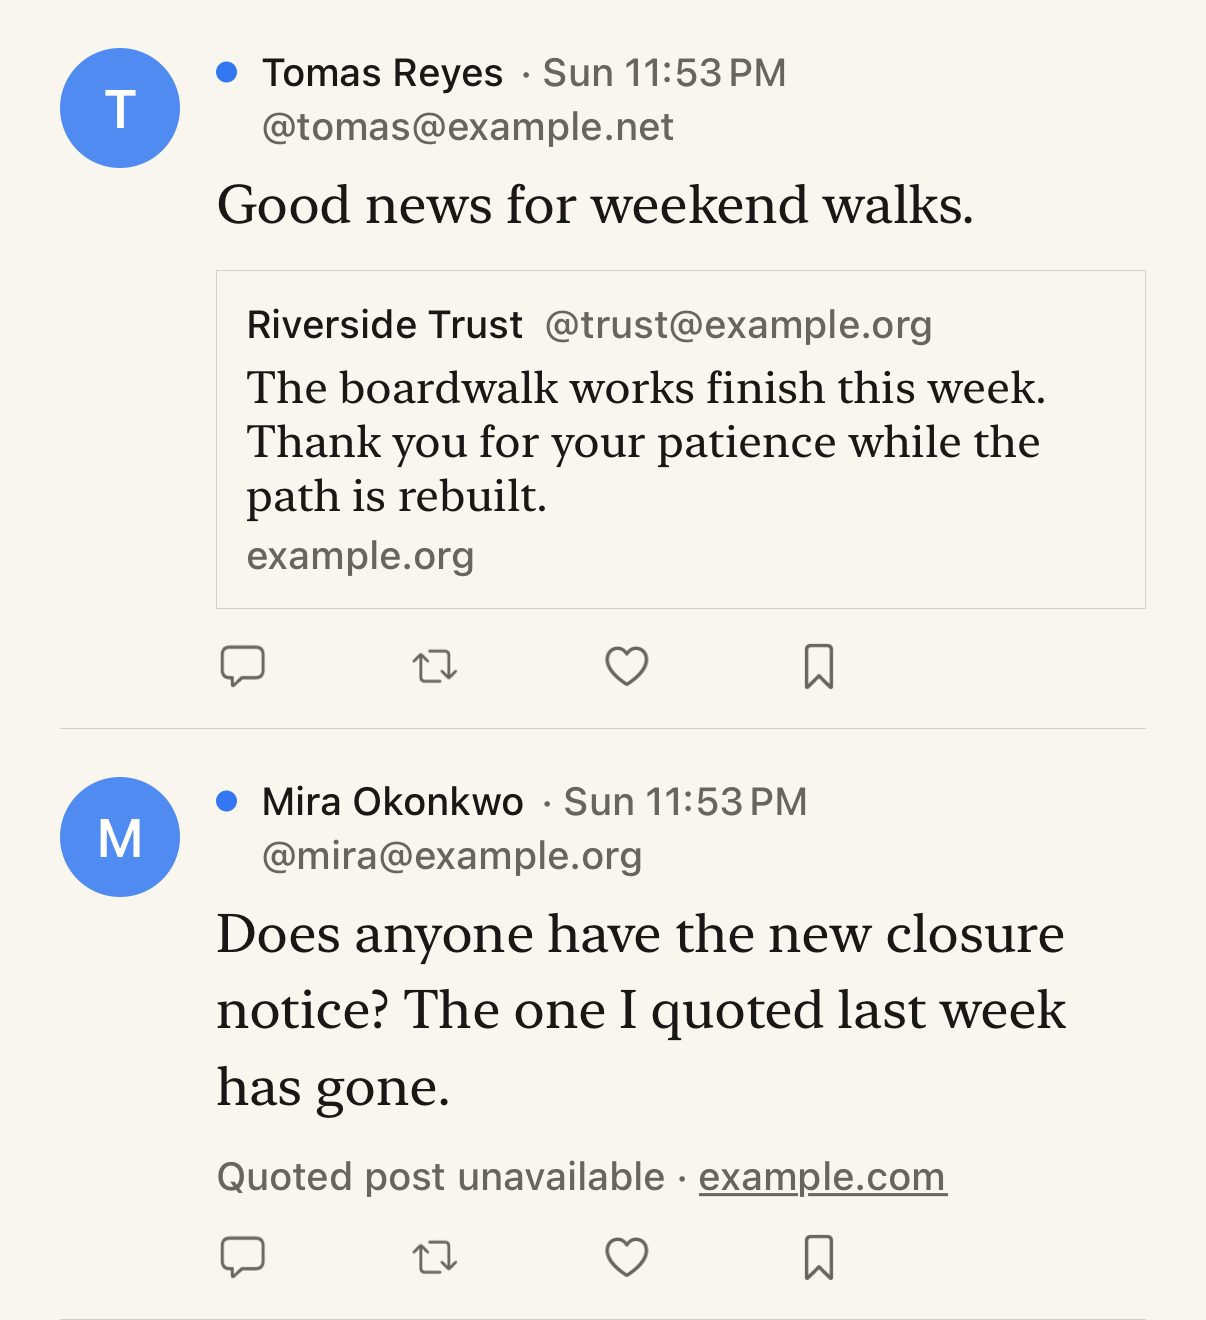 T
Tomas Reyes · Sun 11:53 PM
@tomas@example.net
Good news for weekend walks.
Riverside Trust @trust@example.org
The boardwalk works finish this week.
Thank you for your patience while the
path is rebuilt.
example.org
M
Mira Okonkwo · Sun 11:53 PM
@mira@example.org
Does anyone have the new closure
notice? The one I quoted last week
has gone.
Quoted post unavailable · example.com